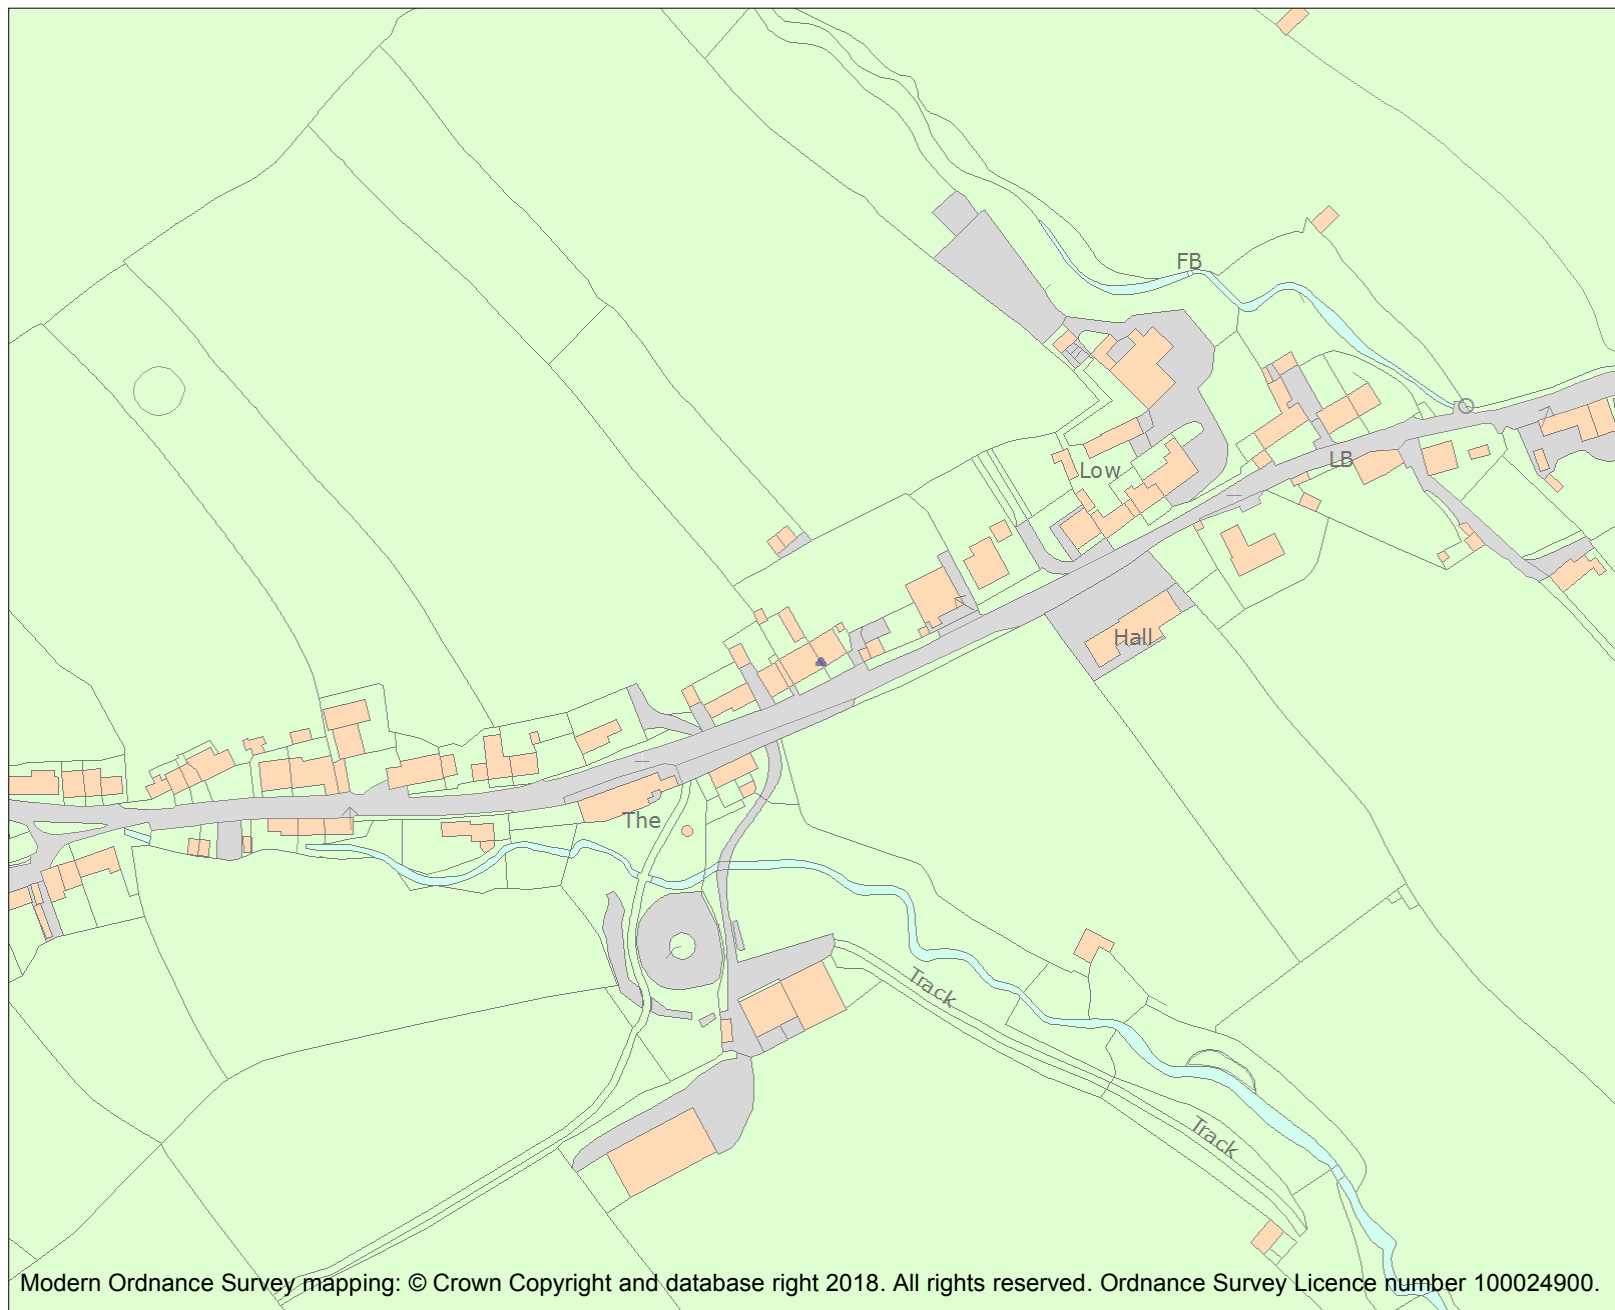 FB
LB
Low
Hall
The
Track
Track
Modern Ordnance Survey mapping: © Crown Copyright and database right 2018. All rights reserved. Ordnance Survey Licence number 100024900.